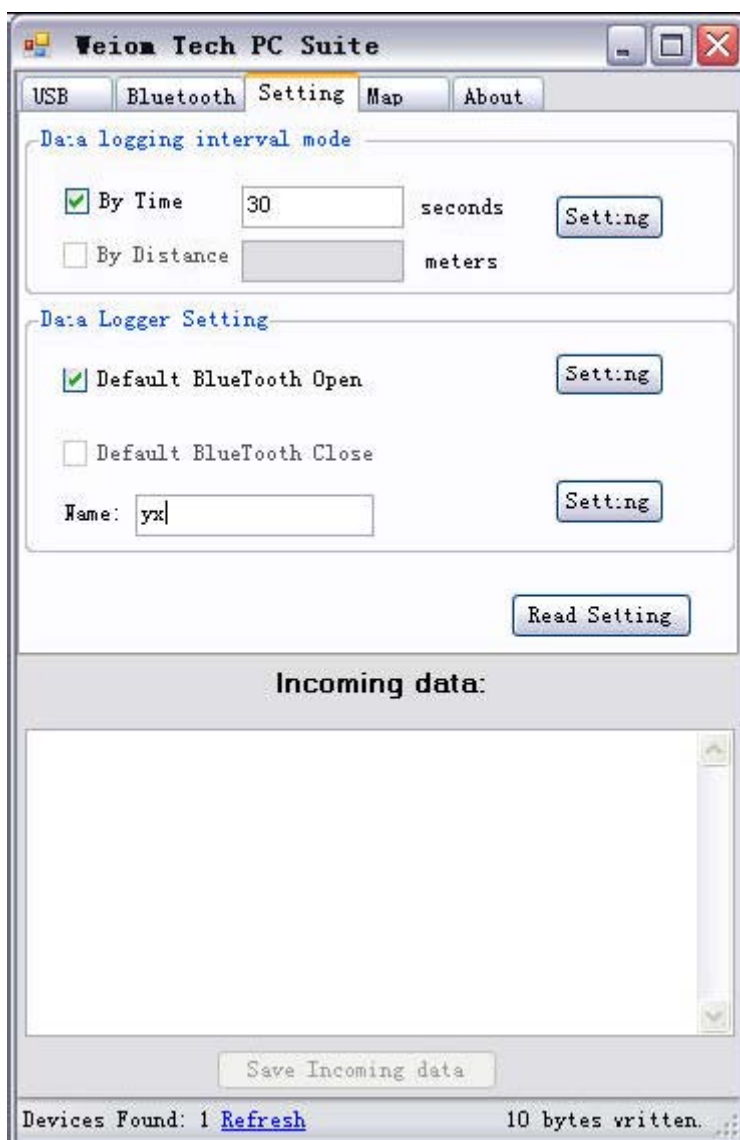 Weiom Tech PC Suite
USB Bluetooth Setting Map About
Data logging interval mode
By Time 30 seconds Setting
By Distance meters
Data Logger Setting
Default BlueTooth Open Setting
Default BlueTooth Close
Name: yx Setting
Read Setting
Incoming data:
Save Incoming data
Devices Found: 1 Refresh 10 bytes written.